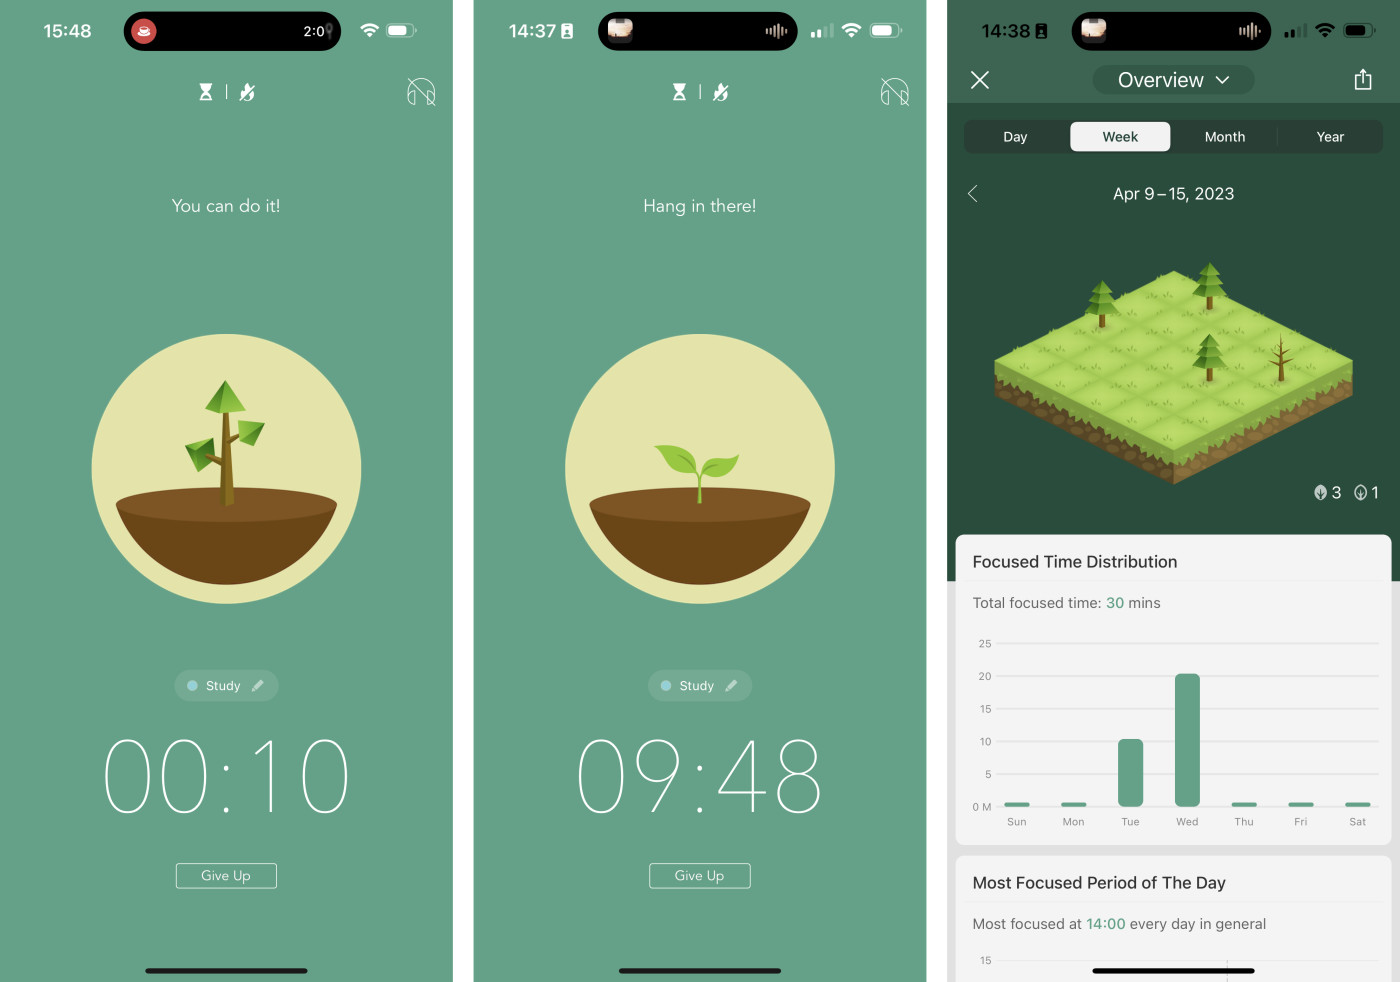 15:48
2:0
You can do it!
Study
00:10
Give Up
14:37
Hang in there!
Study
09:48
Give Up
14:38
Overview
Day Week Month Year
Apr 9–15, 2023
3 1
Focused Time Distribution
Total focused time: 30 mins
25
20
15
10
5
0 M
Sun Mon Tue Wed Thu Fri Sat
Most Focused Period of The Day
Most focused at 14:00 every day in general
15